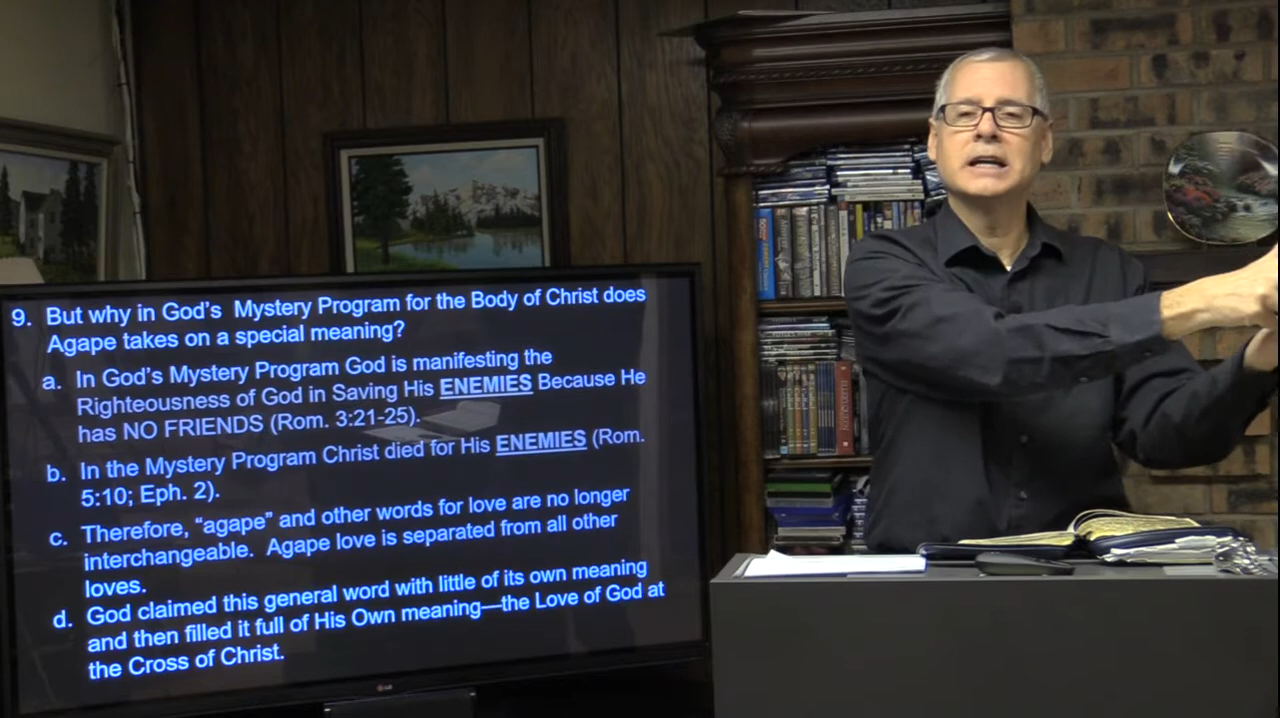 9. But why in God's Mystery Program for the Body of Christ does
Agape takes on a special meaning?
a. In God's Mystery Program God is manifesting the
Righteousness of God in Saving His ENEMIES Because He
has NO FRIENDS (Rom. 3:21-25).
b. In the Mystery Program Christ died for His ENEMIES (Rom.
5:10; Eph. 2).
c. Therefore, “agape” and other words for love are no longer
interchangeable. Agape love is separated from all other
loves.
d. God claimed this general word with little of its own meaning
and then filled it full of His Own meaning—the Love of God at
the Cross of Christ.
LG